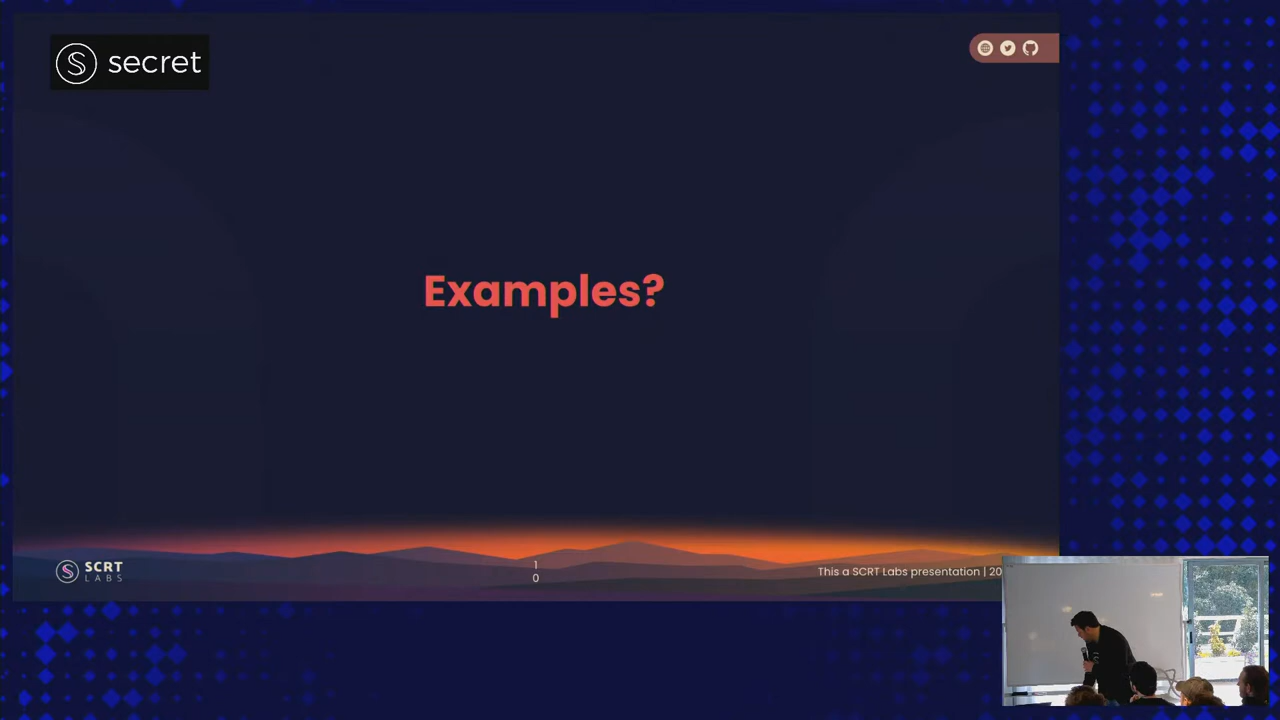 secret
Examples?
SCRT
LABS
1
0
This a SCRT Labs presentation | 20